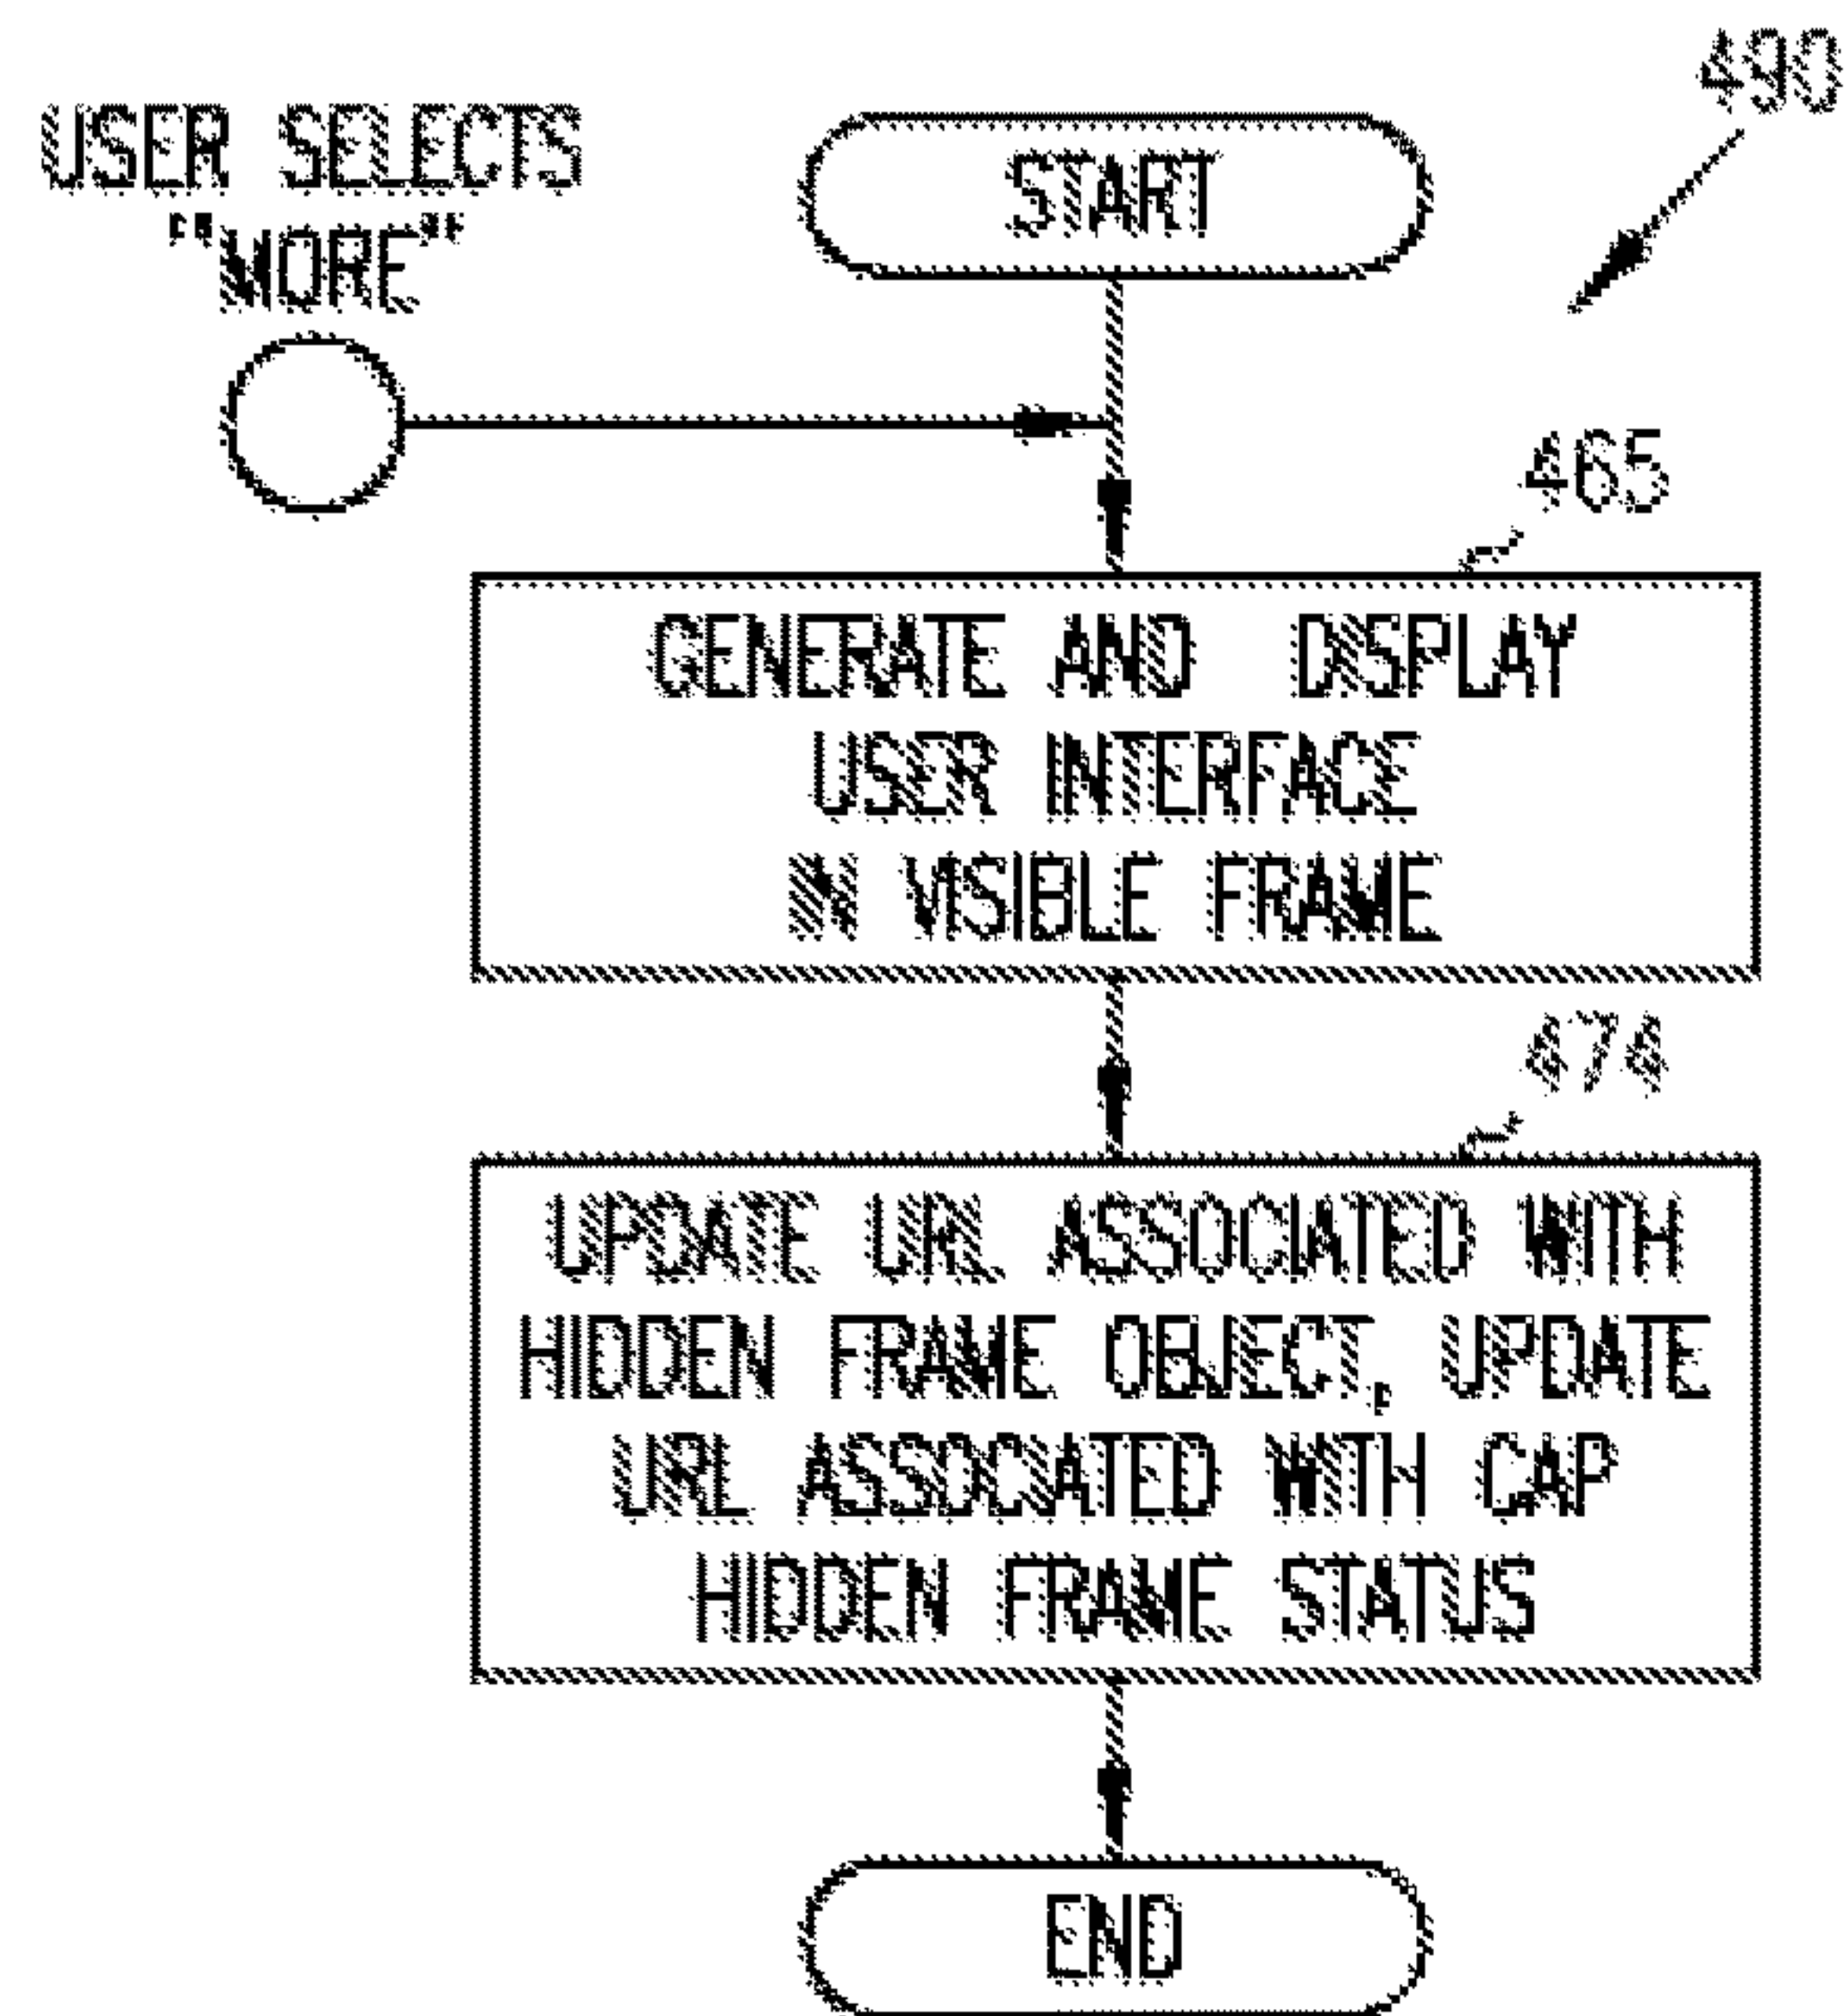 490
USER SELECTS
"MORE"
START
465
GENERATE AND DISPLAY
USER INTERFACE
IN VISIBLE FRAME
474
UPDATE URL ASSOCIATED WITH
HIDDEN FRAME OBJECT, UPDATE
URL ASSOCIATED WITH CAP
HIDDEN FRAME STATUS
END